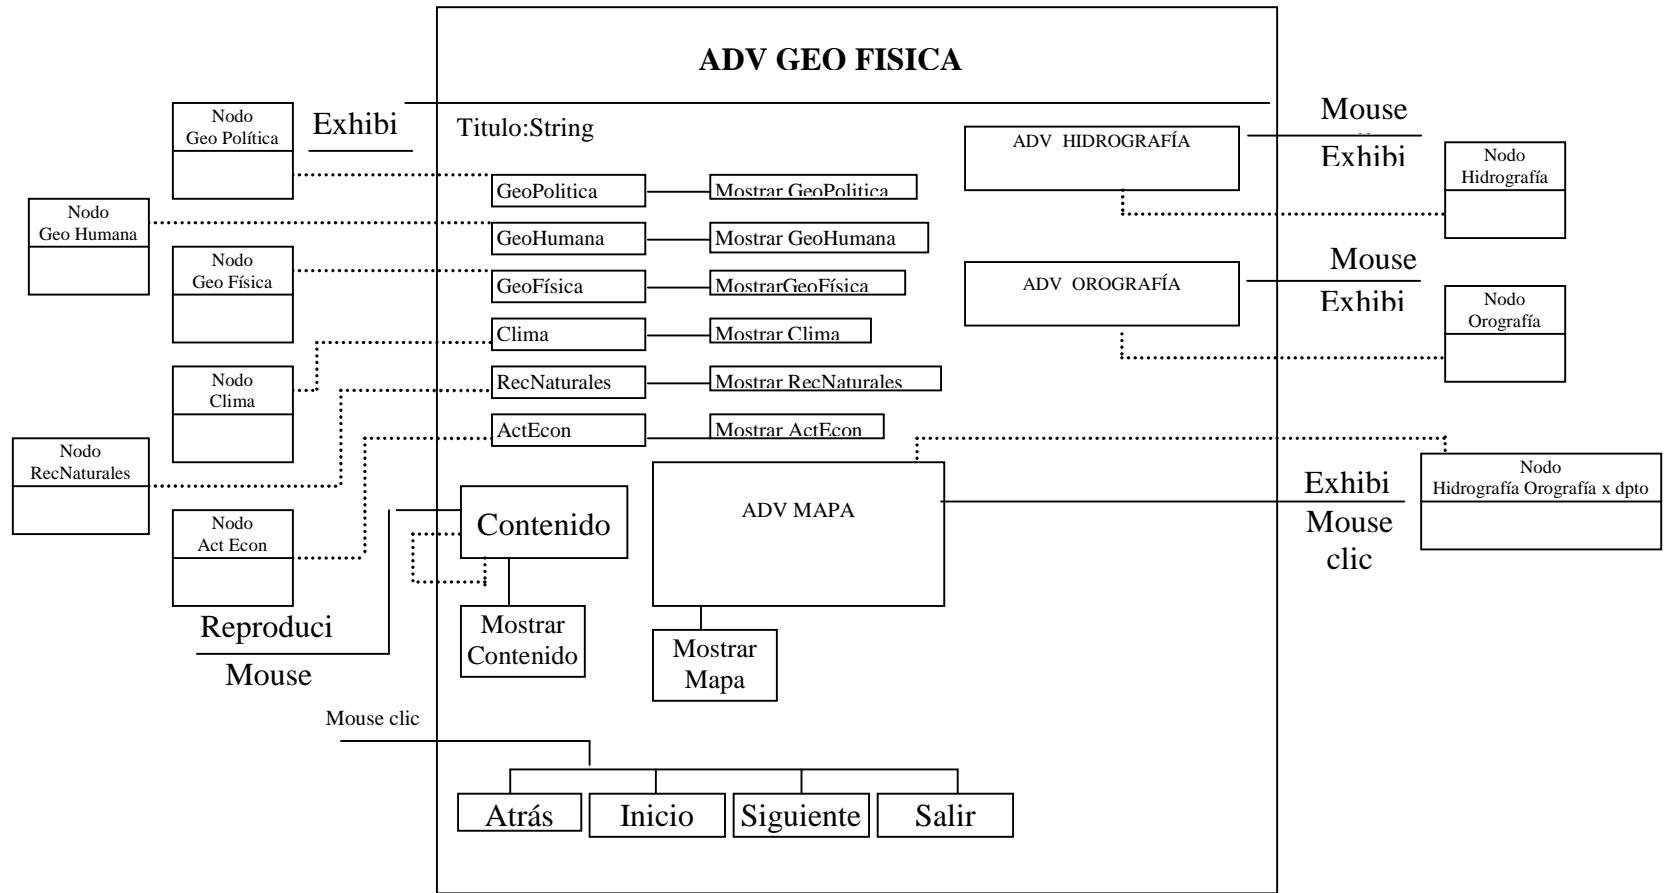 ADV GEO FISICA
Nodo
Geo Política
Exhibi
Titulo:String
GeoPolitica
Mostrar GeoPolitica
Nodo
Geo Humana
GeoHumana
Mostrar GeoHumana
Nodo
Geo Física
GeoFísica
MostrarGeoFísica
Clima
Mostrar Clima
Nodo
Clima
RecNaturales
Mostrar RecNaturales
ActEcon
Mostrar ActEcon
Nodo
RecNaturales
Nodo
Act Econ
ADV HIDROGRAFÍA
Mouse
Exhibi
Nodo
Hidrografía
ADV OROGRAFÍA
Mouse
Exhibi
Nodo
Orografía
Contenido
ADV MAPA
Exhibi
Mouse
clic
Nodo
Hidrografía Orografía x dpto
Reproduci
Mouse
Mostrar
Contenido
Mostrar
Mapa
Mouse clic
Atrás
Inicio
Siguiente
Salir